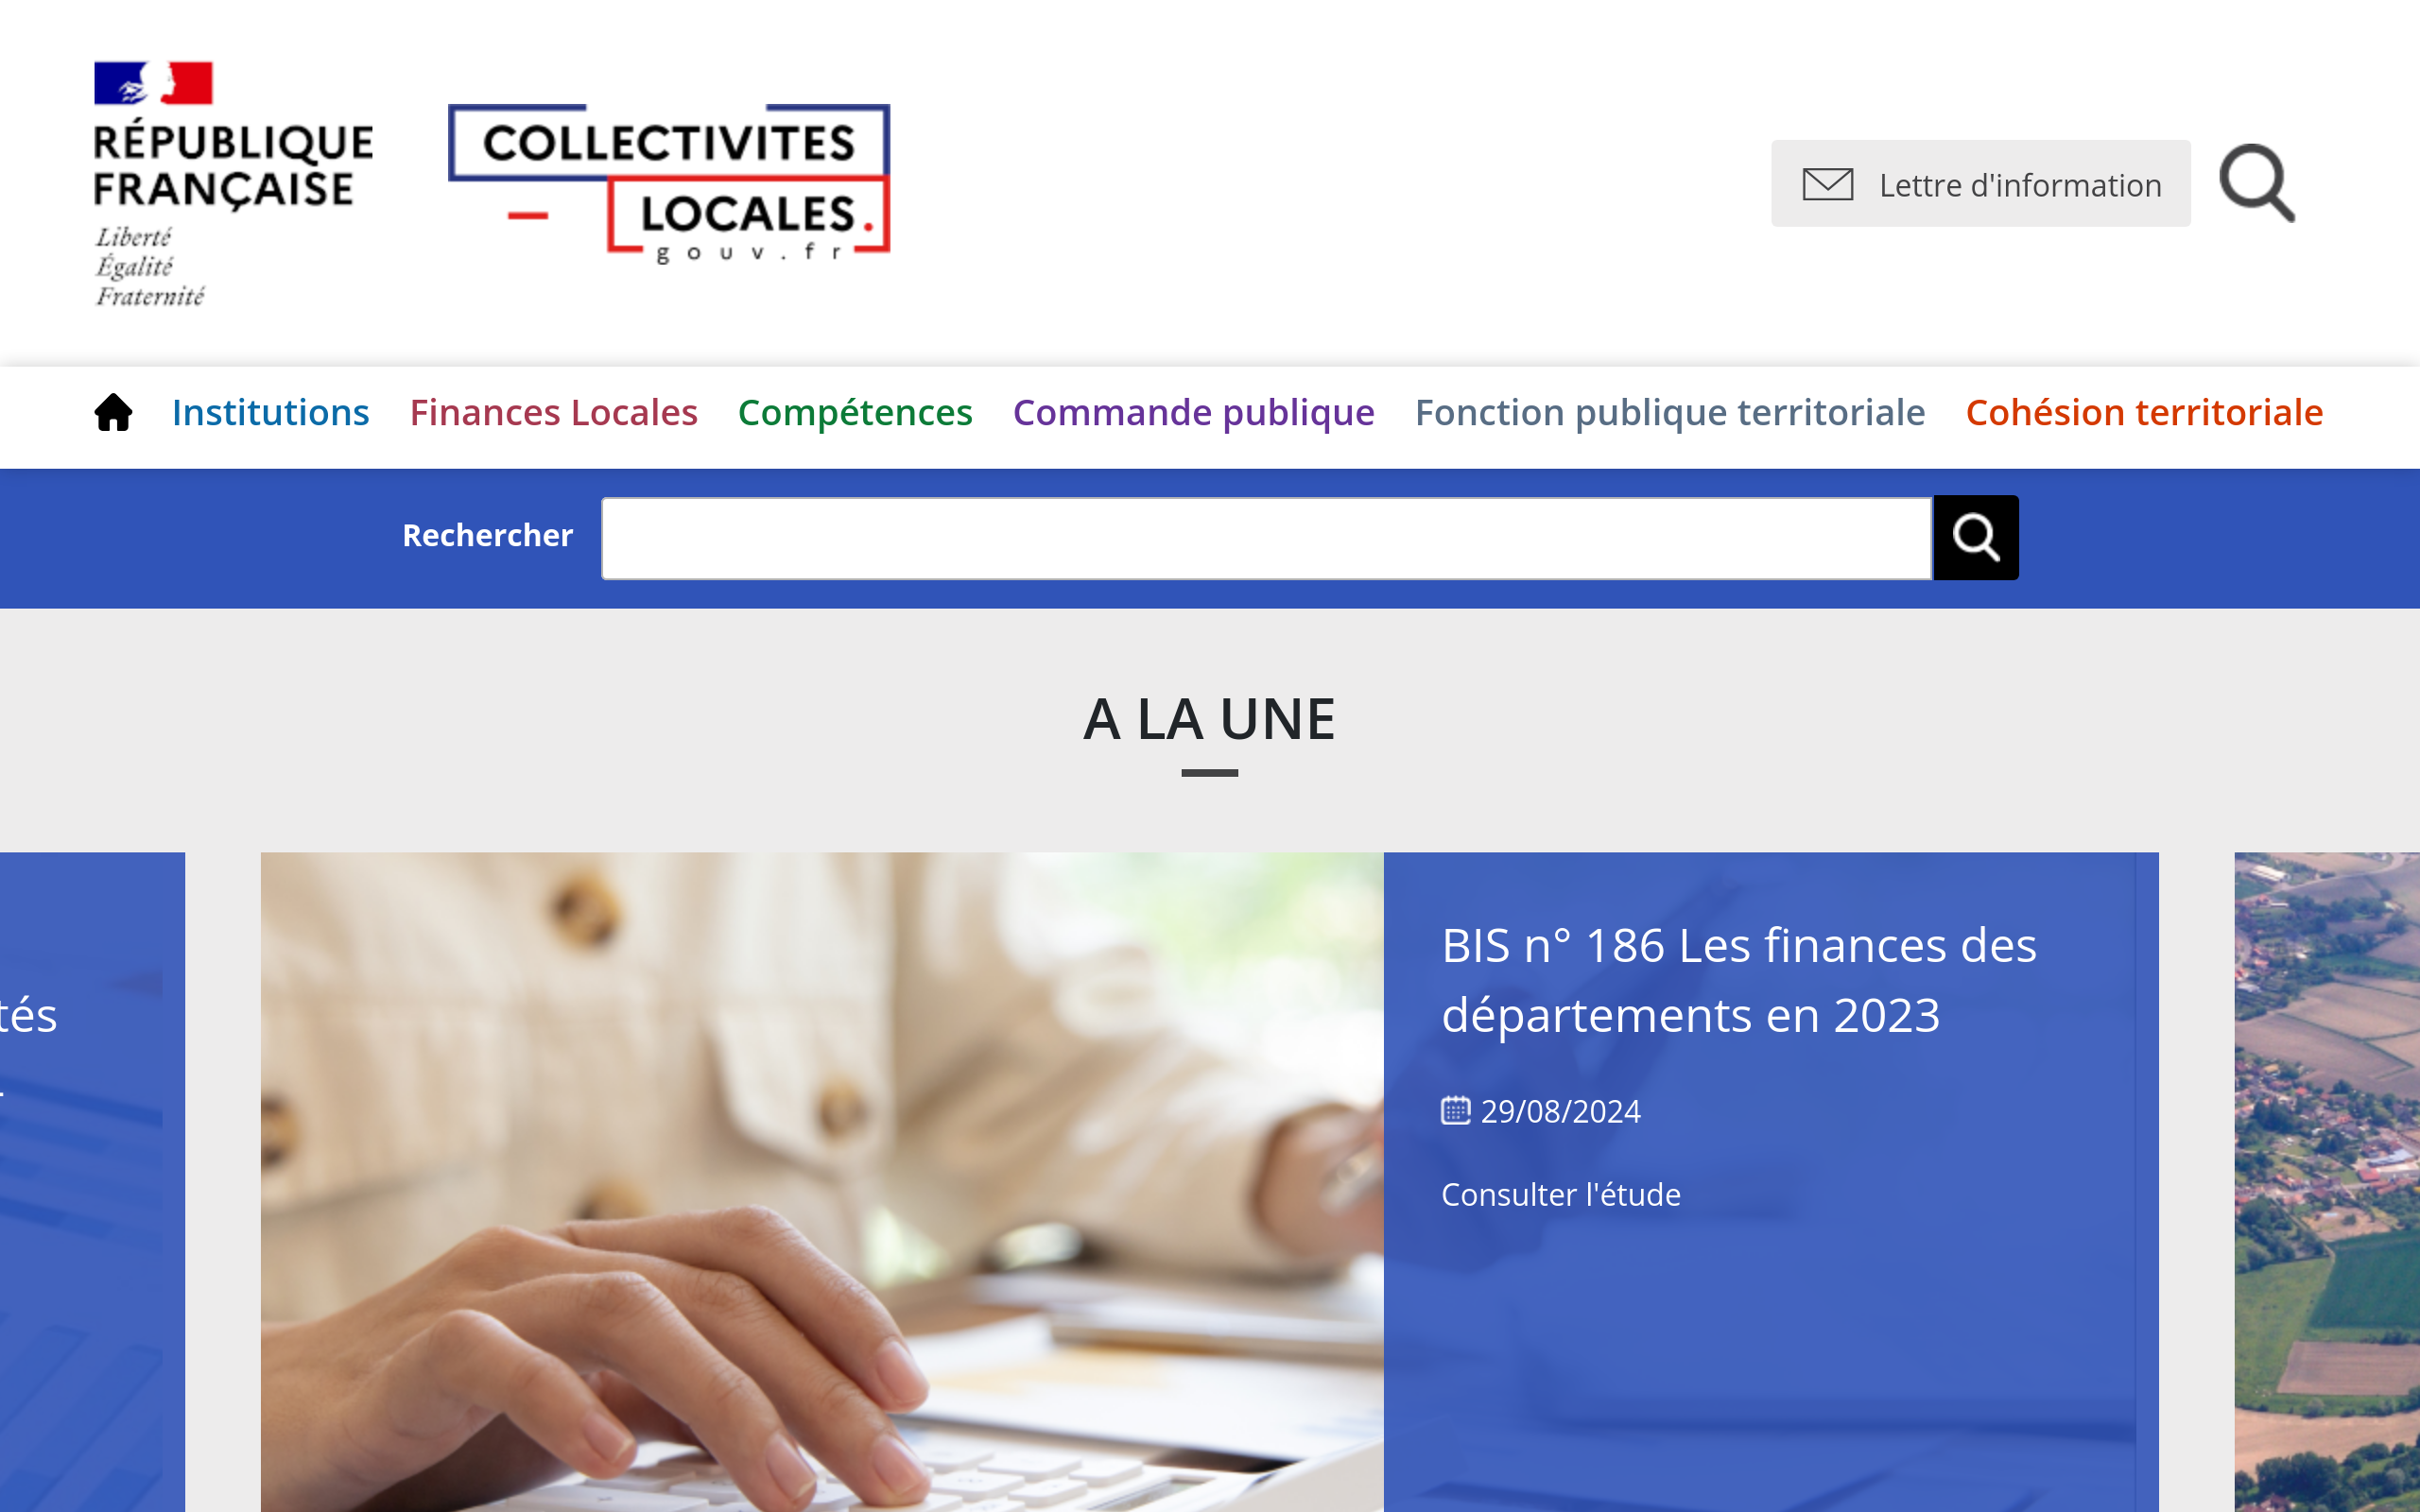 RÉPUBLIQUE
FRANÇAISE
Liberté
Égalité
Fraternité
COLLECTIVITES
LOCALES.
gouv.fr
Lettre d'information
Institutions Finances Locales Compétences Commande publique Fonction publique territoriale Cohésion territoriale
Rechercher
A LA UNE
tés
BIS n° 186 Les finances des
départements en 2023
29/08/2024
Consulter l'étude